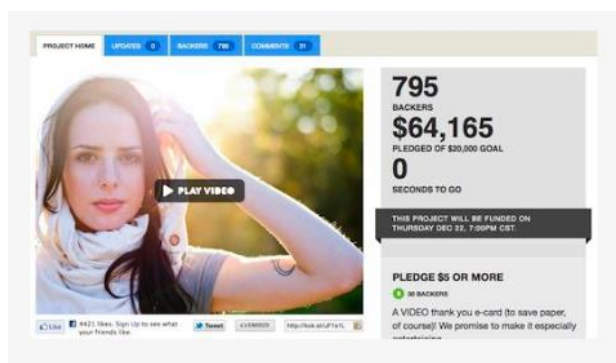 PROJECT HOME
UPDATES 0
BACKERS 795
COMMENTS 31
PLAY VIDEO
795
BACKERS
$64,165
PLEDGED OF $20,000 GOAL
0
SECONDS TO GO
THIS PROJECT WILL BE FUNDED ON
THURSDAY DEC 22, 7:00PM CST.
PLEDGE $5 OR MORE
36 BACKERS
A VIDEO thank you e-card (to save paper,
of course)! We promise to make it especially
entertaining
Like
4421 likes. Sign Up to see what
your friends like.
Tweet
EMBED